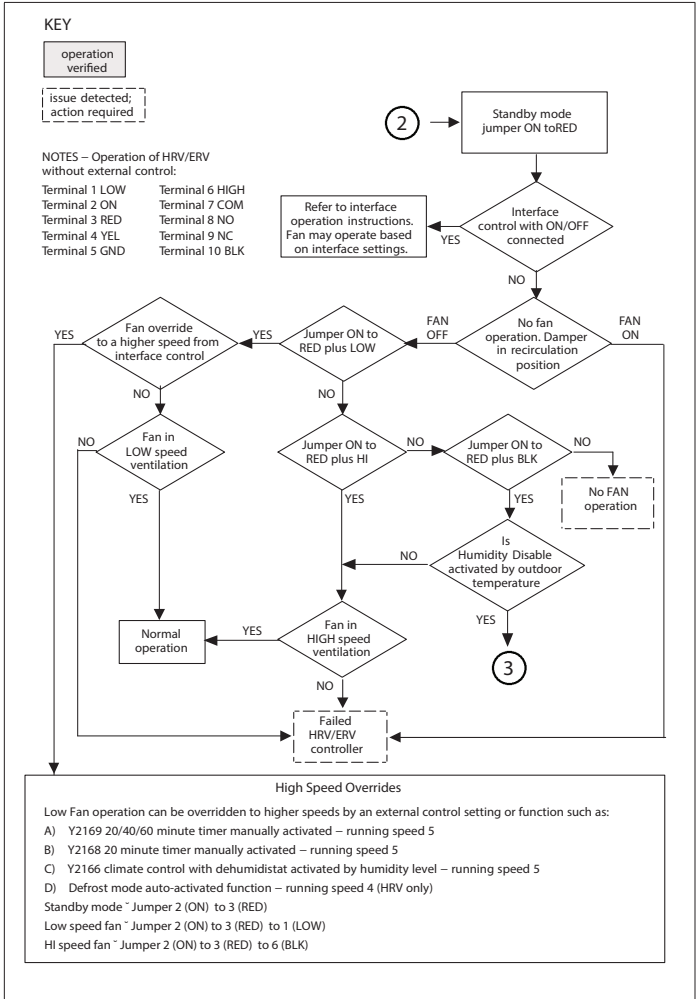 KEY
operation
verified
issue detected;
action required
NOTES – Operation of HRV/ERV
without external control:
Terminal 1 LOW
Terminal 2 ON
Terminal 3 RED
Terminal 4 YEL
Terminal 5 GND
Terminal 6 HIGH
Terminal 7 COM
Terminal 8 NO
Terminal 9 NC
Terminal 10 BLK
2
Standby mode
jumper ON toRED
Interface
control with ON/OFF
connected
YES
Refer to interface
operation instructions.
Fan may operate based
on interface settings.
NO
No fan
operation. Damper
in recirculation
position
FAN
ON
FAN
OFF
Jumper ON to
RED plus LOW
YES
Fan override
to a higher speed from
interface control
YES
NO
Fan in
LOW speed
ventilation
NO
YES
NO
Jumper ON to
RED plus HI
NO
Jumper ON to
RED plus BLK
NO
No FAN
operation
YES
YES
Is
Humidity Disable
activated by outdoor
temperature
NO
YES
3
Fan in
HIGH speed
ventilation
YES
Normal
operation
NO
Failed
HRV/ERV
controller
High Speed Overrides
Low Fan operation can be overridden to higher speeds by an external control setting or function such as:
A) Y2169 20/40/60 minute timer manually activated – running speed 5
B) Y2168 20 minute timer manually activated – running speed 5
C) Y2166 climate control with dehumidistat activated by humidity level – running speed 5
D) Defrost mode auto-activated function – running speed 4 (HRV only)
Standby mode ˘ Jumper 2 (ON) to 3 (RED)
Low speed fan ˘ Jumper 2 (ON) to 3 (RED) to 1 (LOW)
HI speed fan ˘ Jumper 2 (ON) to 3 (RED) to 6 (BLK)